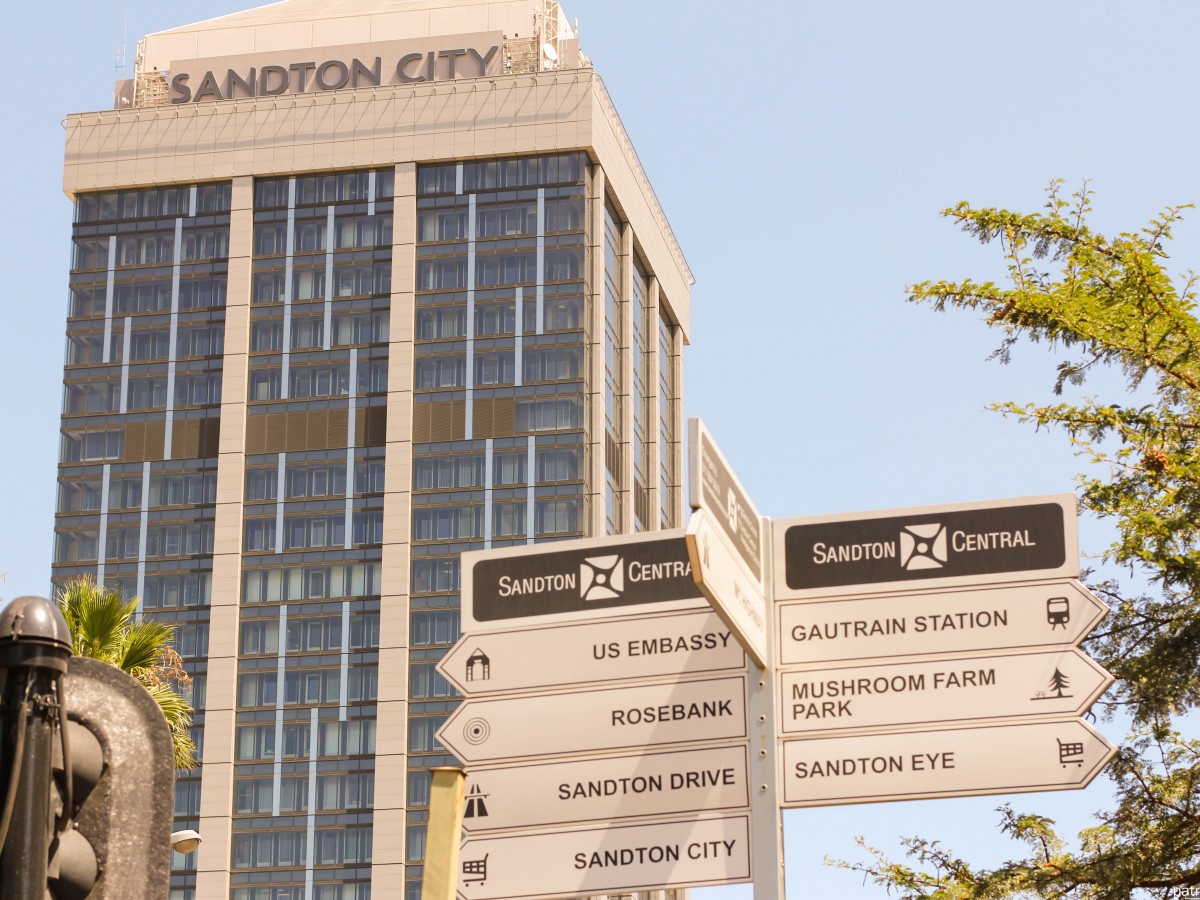 SANDTON CITY
SANDTON CENTRA
US EMBASSY
ROSEBANK
SANDTON DRIVE
SANDTON CITY
SANDTON CENTRAL
GAUTRAIN STATION
MUSHROOM FARM
PARK
SANDTON EYE
patr